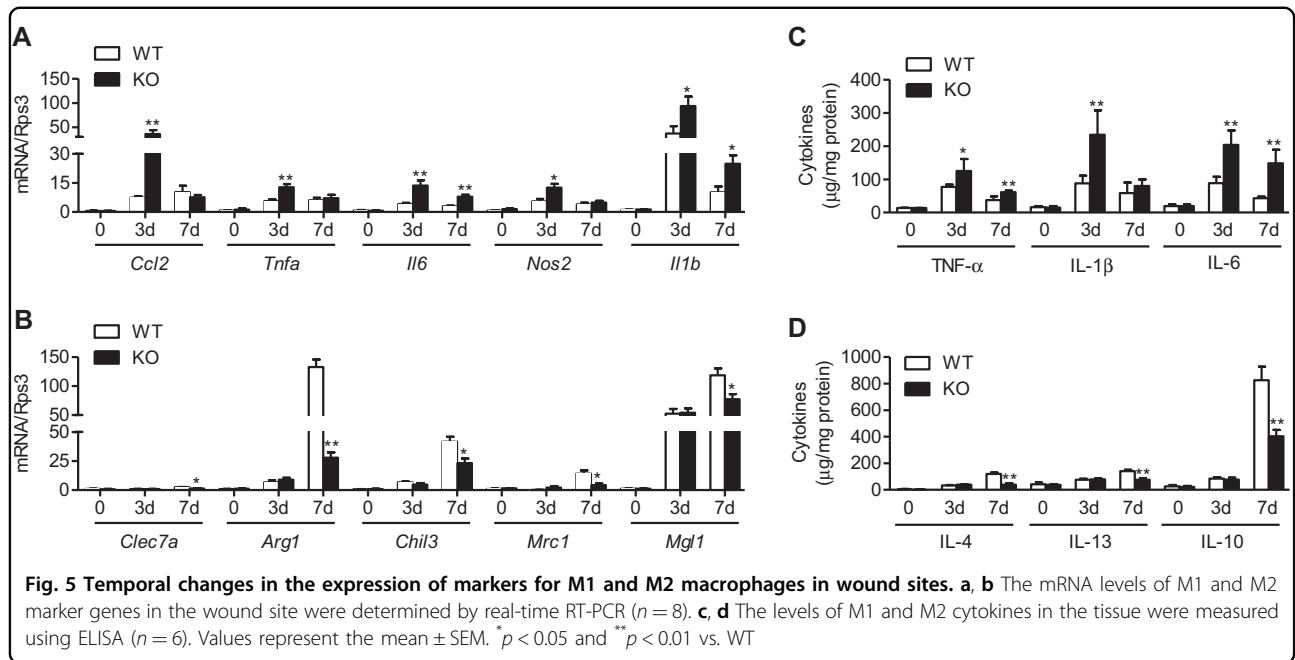 A
WT
KO
mRNA/Rps3
150
100
50
30
15
0
** ** ** ** * * *
0 3d 7d 0 3d 7d 0 3d 7d 0 3d 7d 0 3d 7d
Ccl2 Tnfa Il6 Nos2 Il1b
B
WT
KO
mRNA/Rps3
150
100
50
50
25
0
* ** * * *
0 3d 7d 0 3d 7d 0 3d 7d 0 3d 7d 0 3d 7d
Clec7a Arg1 Chil3 Mrc1 Mgl1
C
WT
KO
Cytokines
(µg/mg protein)
400
300
200
100
0
* ** ** ** **
0 3d 7d 0 3d 7d 0 3d 7d
TNF-α IL-1β IL-6
D
WT
KO
Cytokines
(µg/mg protein)
1000
800
600
400
200
0
** ** **
0 3d 7d 0 3d 7d 0 3d 7d
IL-4 IL-13 IL-10
Fig. 5 Temporal changes in the expression of markers for M1 and M2 macrophages in wound sites. a, b The mRNA levels of M1 and M2
marker genes in the wound site were determined by real-time RT-PCR (n = 8). c, d The levels of M1 and M2 cytokines in the tissue were measured
using ELISA (n = 6). Values represent the mean ± SEM. *p < 0.05 and **p < 0.01 vs. WT